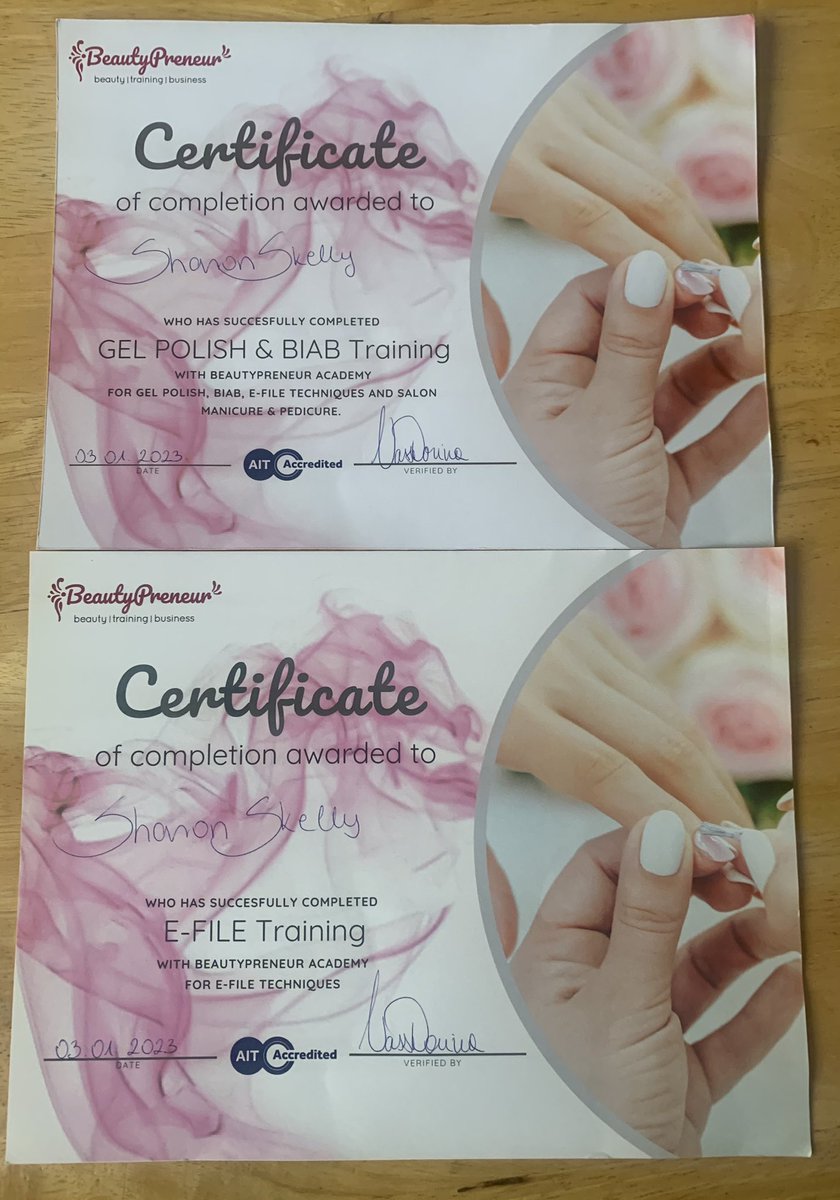 BeautyPreneur
beauty | training | business
Certificate
of completion awarded to
Sharon Skelly
WHO HAS SUCCESFULLY COMPLETED
GEL POLISH & BIAB Training
WITH BEAUTYPRENEUR ACADEMY
FOR GEL POLISH, BIAB, E-FILE TECHNIQUES AND SALON
MANICURE & PEDICURE.
03.01.2023
DATE
AIT Accredited
VERIFIED BY
BeautyPreneur
beauty | training | business
Certificate
of completion awarded to
Sharon Skelly
WHO HAS SUCCESFULLY COMPLETED
E-FILE Training
WITH BEAUTYPRENEUR ACADEMY
FOR E-FILE TECHNIQUES
03.01.2023
DATE
AIT Accredited
VERIFIED BY